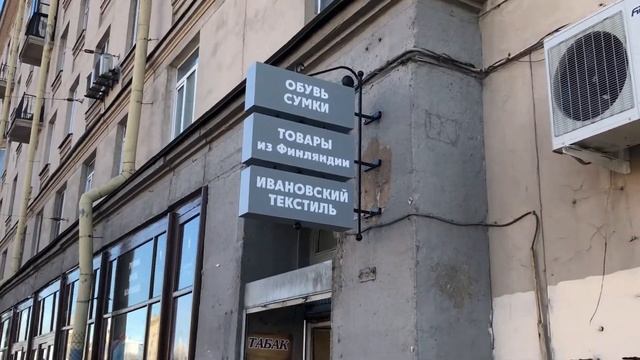 ОБУВЬ
СУМКИ
ТОВАРЫ
из Финляндии
ИВАНОВСКИЙ
ТЕКСТИЛЬ
ТАБАК